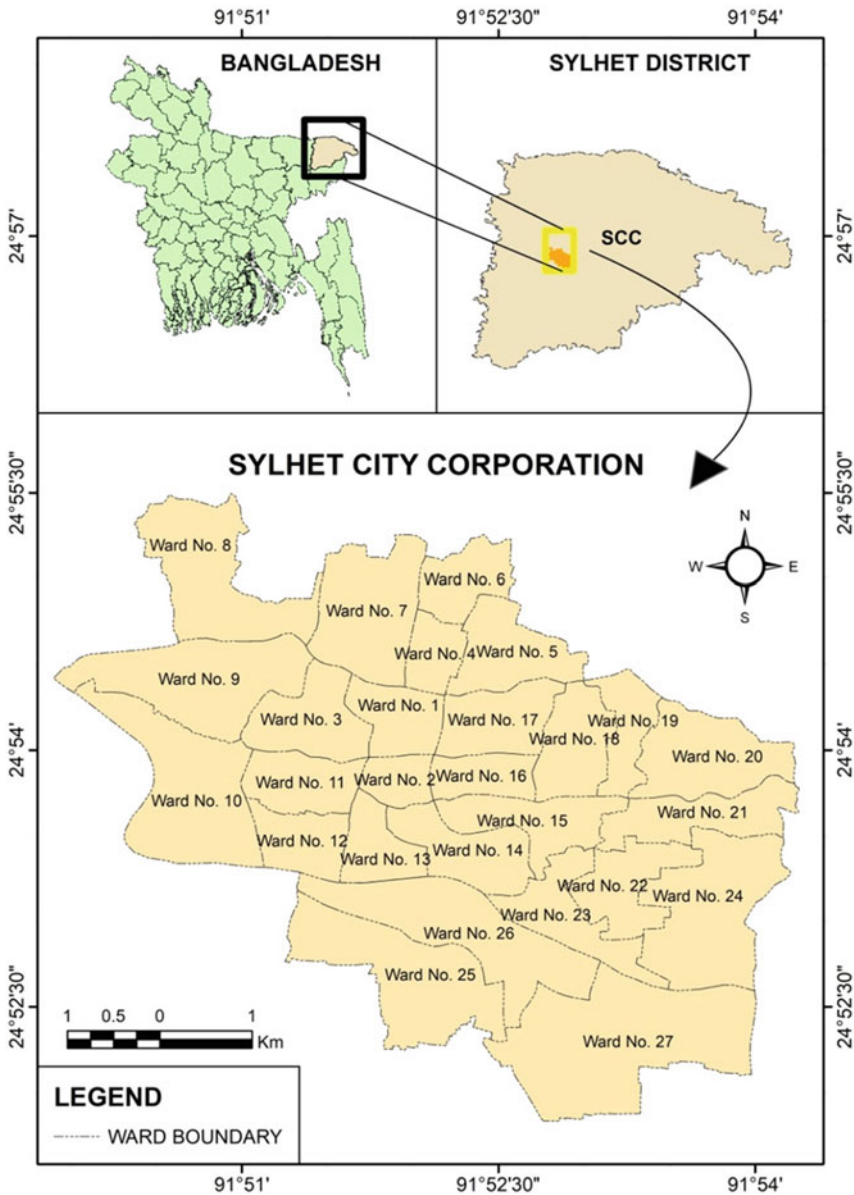 91°51' 91°52'30" 91°54'
BANGLADESH SYLHET DISTRICT
24°57' 24°57'
SCC
SYLHET CITY CORPORATION
24°55'30" 24°55'30"
N
W E
S
Ward No. 8
Ward No. 6
Ward No. 7
Ward No. 4
Ward No. 5
Ward No. 9
Ward No. 1
Ward No. 3
Ward No. 17
Ward No. 19
Ward No. 18
24°54' 24°54'
Ward No. 20
Ward No. 11
Ward No. 2
Ward No. 16
Ward No. 10
Ward No. 21
Ward No. 15
Ward No. 12
Ward No. 13
Ward No. 14
Ward No. 22
Ward No. 24
Ward No. 23
Ward No. 26
Ward No. 25
24°52'30" 24°52'30"
Ward No. 27
1 0.5 0 1
Km
LEGEND
WARD BOUNDARY
91°51' 91°52'30" 91°54'